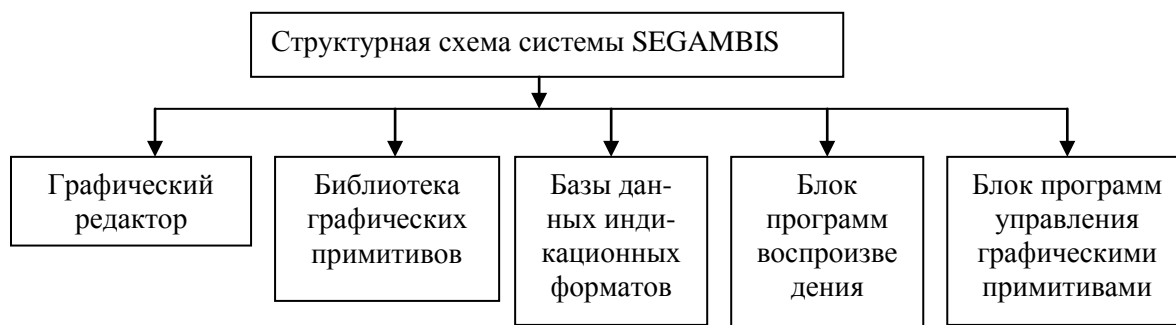 Структурная схема системы SEGAMBIS
Графический
редактор
Библиотека
графических
примитивов
Базы дан-
ных инди-
кационных
форматов
Блок
программ
воспроизве
дения
Блок программ
управления
графическими
примитивами